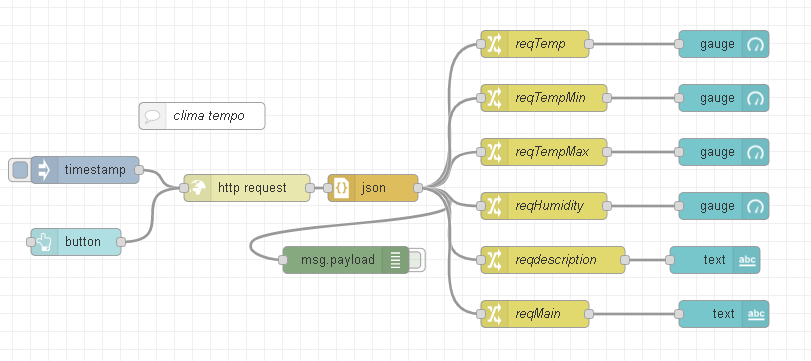 reqTemp
gauge
reqTempMin
gauge
clima tempo
reqTempMax
gauge
timestamp
http request
json
reqHumidity
gauge
button
msg.payload
reqdescription
text
abc
reqMain
text
abc